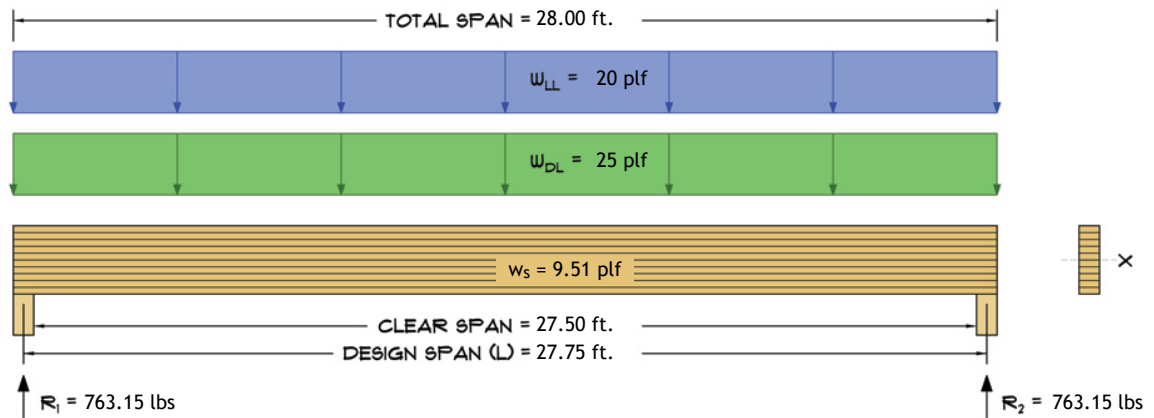 TOTAL SPAN = 28.00 ft.
wLL = 20 plf
wDL = 25 plf
ws = 9.51 plf
X
CLEAR SPAN = 27.50 ft.
DESIGN SPAN (L) = 27.75 ft.
R1 = 763.15 lbs
R2 = 763.15 lbs